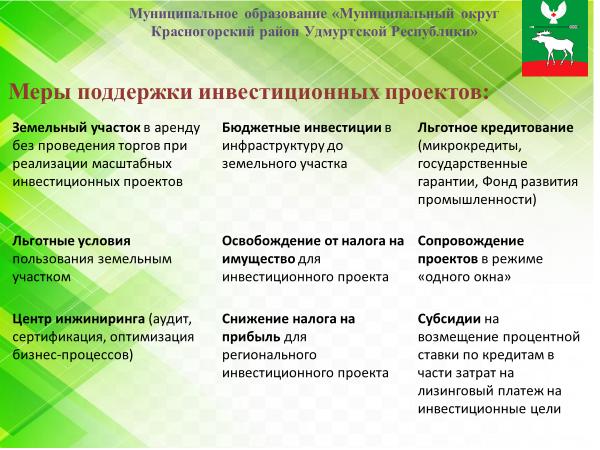 Муниципальное образование «Муниципальный округ
Красногорский район Удмуртской Республики»
Меры поддержки инвестиционных проектов:
Земельный участок в аренду
без проведения торгов при
реализации масштабных
инвестиционных проектов
Бюджетные инвестиции в
инфраструктуру до
земельного участка
Льготное кредитование
(микрокредиты,
государственные
гарантии, Фонд развития
промышленности)
Льготные условия
пользования земельным
участком
Освобождение от налога на
имущество для
инвестиционного проекта
Сопровождение
проектов в режиме
«одного окна»
Центр инжиниринга (аудит,
сертификация, оптимизация
бизнес-процессов)
Снижение налога на
прибыль для
регионального
инвестиционного проекта
Субсидии на
возмещение процентной
ставки по кредитам в
части затрат на
лизинговый платеж на
инвестиционные цели